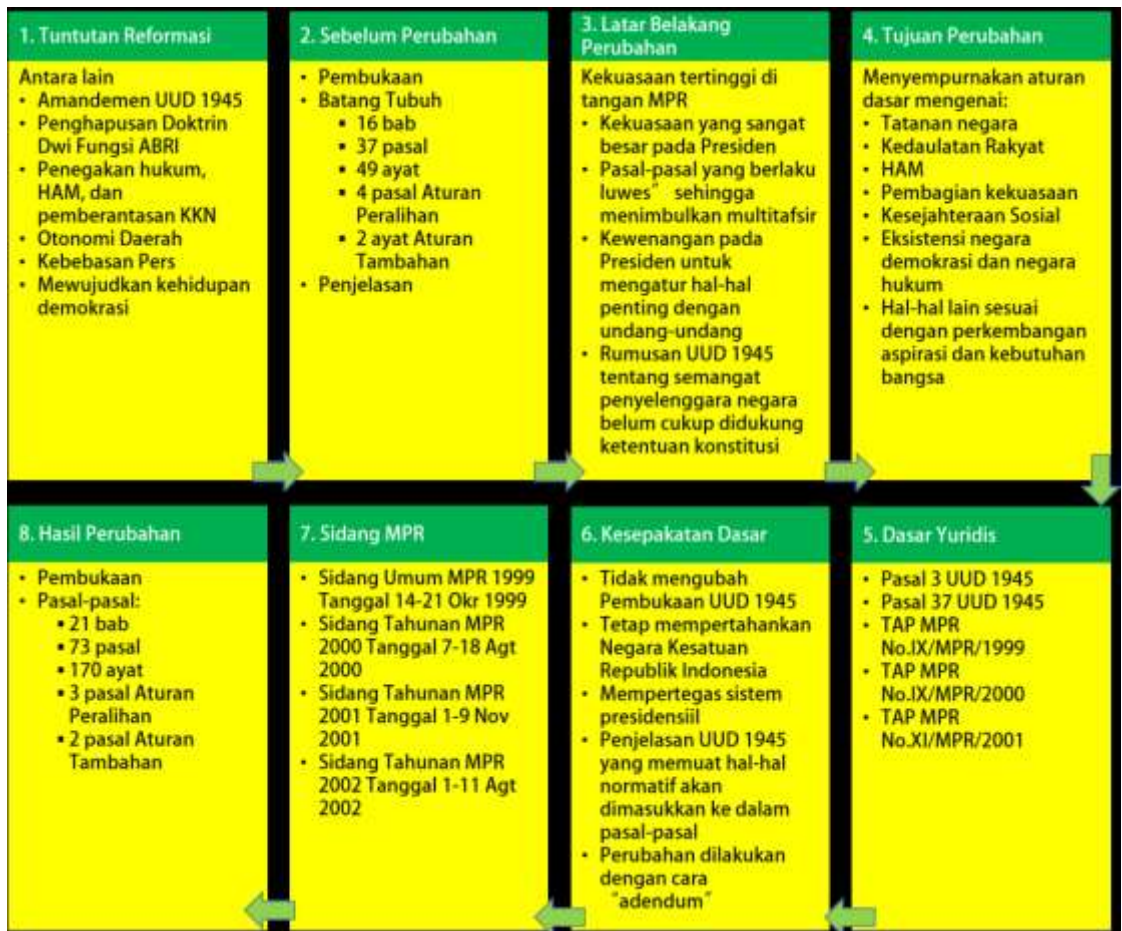 1. Tuntutan Reformasi
Antara lain
• Amandemen UUD 1945
• Penghapusan Doktrin
Dwi Fungsi ABRI
• Penegakan hukum,
HAM, dan
pemberantasan KKN
• Otonomi Daerah
• Kebebasan Pers
• Mewujudkan kehidupan
demokrasi
2. Sebelum Perubahan
• Pembukaan
• Batang Tubuh
▪ 16 bab
▪ 37 pasal
▪ 49 ayat
▪ 4 pasal Aturan
Peralihan
▪ 2 ayat Aturan
Tambahan
• Penjelasan
3. Latar Belakang
Perubahan
Kekuasaan tertinggi di
tangan MPR
• Kekuasaan yang sangat
besar pada Presiden
• Pasal-pasal yang berlaku
luwes” sehingga
menimbulkan multitafsir
• Kewenangan pada
Presiden untuk
mengatur hal-hal
penting dengan
undang-undang
• Rumusan UUD 1945
tentang semangat
penyelenggara negara
belum cukup didukung
ketentuan konstitusi
4. Tujuan Perubahan
Menyempurnakan aturan
dasar mengenai:
• Tatanan negara
• Kedaulatan Rakyat
• HAM
• Pembagian kekuasaan
• Kesejahteraan Sosial
• Eksistensi negara
demokrasi dan negara
hukum
• Hal-hal lain sesuai
dengan perkembangan
aspirasi dan kebutuhan
bangsa
5. Dasar Yuridis
• Pasal 3 UUD 1945
• Pasal 37 UUD 1945
• TAP MPR
No.IX/MPR/1999
• TAP MPR
No.IX/MPR/2000
• TAP MPR
No.XI/MPR/2001
6. Kesepakatan Dasar
• Tidak mengubah
Pembukaan UUD 1945
• Tetap mempertahankan
Negara Kesatuan
Republik Indonesia
• Mempertegas sistem
presidensiil
• Penjelasan UUD 1945
yang memuat hal-hal
normatif akan
dimasukkan ke dalam
pasal-pasal
• Perubahan dilakukan
dengan cara
“adendum”
7. Sidang MPR
• Sidang Umum MPR 1999
Tanggal 14-21 Okr 1999
• Sidang Tahunan MPR
2000 Tanggal 7-18 Agt
2000
• Sidang Tahunan MPR
2001 Tanggal 1-9 Nov
2001
• Sidang Tahunan MPR
2002 Tanggal 1-11 Agt
2002
8. Hasil Perubahan
• Pembukaan
• Pasal-pasal:
▪ 21 bab
▪ 73 pasal
▪ 170 ayat
▪ 3 pasal Aturan
Peralihan
▪ 2 pasal Aturan
Tambahan